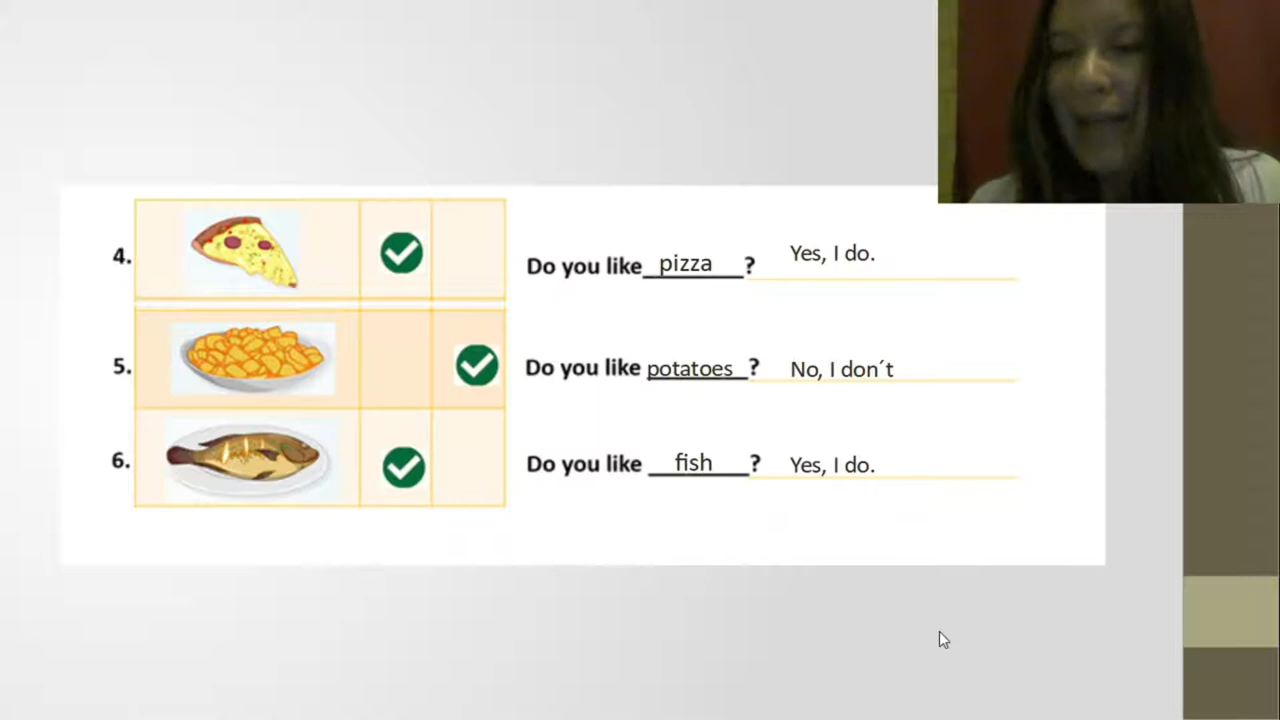 4. Do you like pizza ? Yes, I do.
5. Do you like potatoes ? No, I don´t
6. Do you like fish ? Yes, I do.